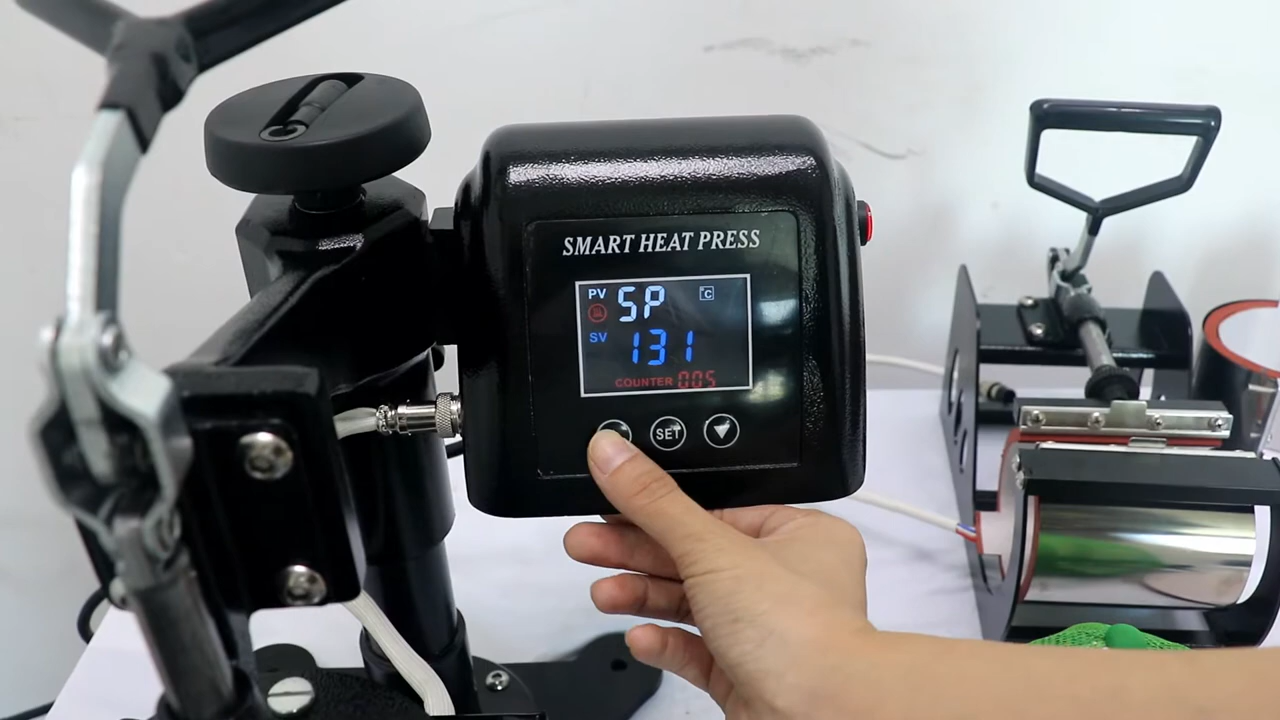 SMART HEAT PRESS
PV SP °C
SV 131
COUNTER 005
SET